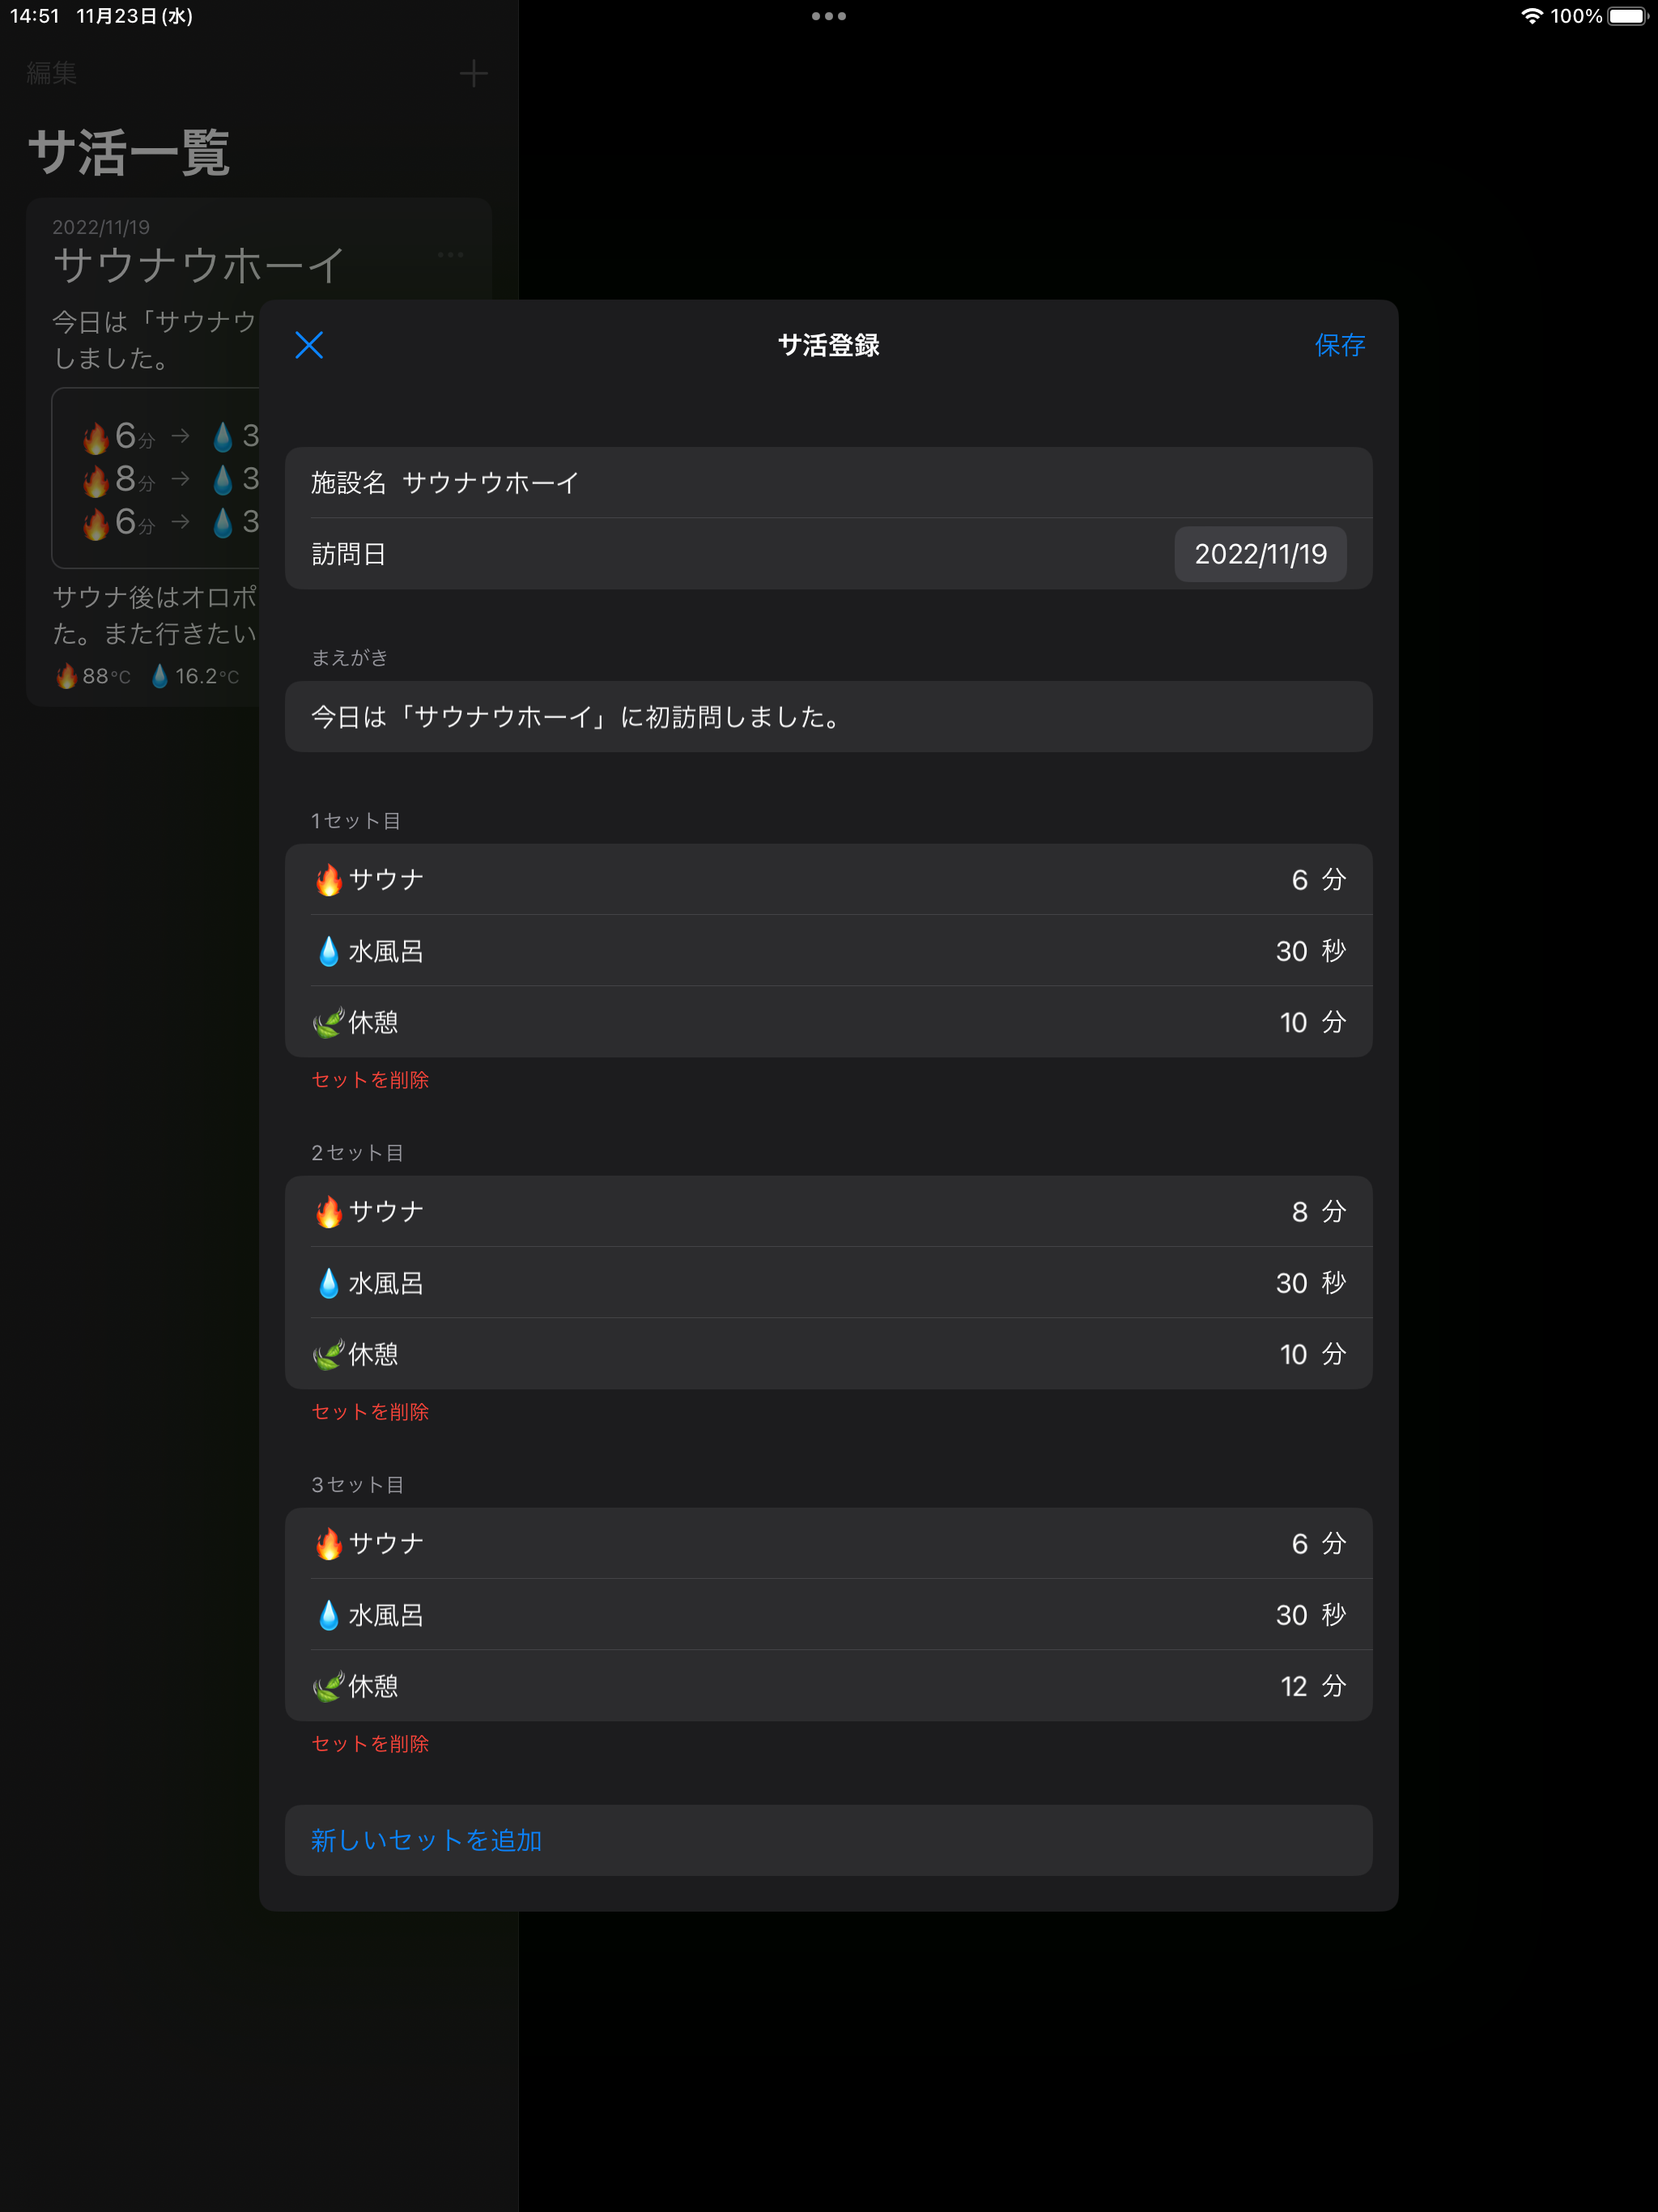 14:51 11月23日(水)
100%
編集
サ活一覧
2022/11/19
サウナウホーイ
今日は「サウナウ
しました。
🔥6分 → 💧3
🔥8分 → 💧3
🔥6分 → 💧3
サウナ後はオロポ
た。また行きたい
🔥88℃ 💧16.2℃
サ活登録
保存
施設名 サウナウホーイ
訪問日 2022/11/19
まえがき
今日は「サウナウホーイ」に初訪問しました。
1セット目
🔥サウナ 6 分
💧水風呂 30 秒
🍃休憩 10 分
セットを削除
2セット目
🔥サウナ 8 分
💧水風呂 30 秒
🍃休憩 10 分
セットを削除
3セット目
🔥サウナ 6 分
💧水風呂 30 秒
🍃休憩 12 分
セットを削除
新しいセットを追加